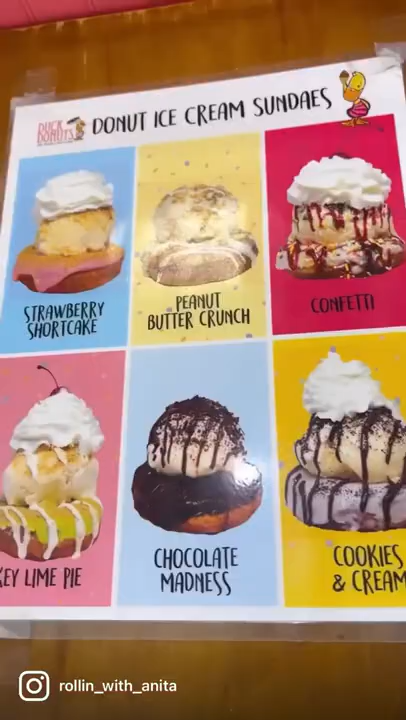 DUCK
DONUTS
DONUT ICE CREAM SUNDAES
STRAWBERRY
SHORTCAKE
PEANUT
BUTTER CRUNCH
CONFETTI
KEY LIME PIE
CHOCOLATE
MADNESS
COOKIES
& CREAM
rollin_with_anita